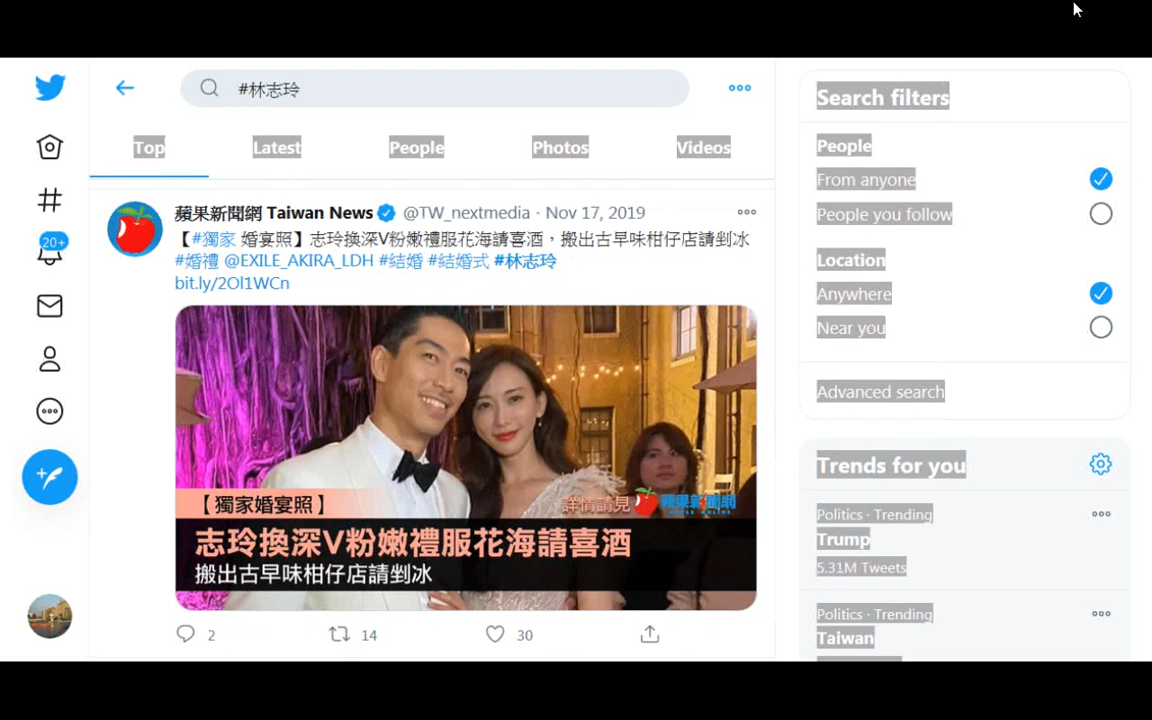 #林志玲
Top Latest People Photos Videos
蘋果新聞網 Taiwan News @TW_nextmedia · Nov 17, 2019
【#獨家 婚宴照】志玲換深V粉嫩禮服花海請喜酒，搬出古早味柑仔店請剉冰
#婚禮 @EXILE_AKIRA_LDH #結婚 #結婚式 #林志玲
bit.ly/2Ol1WCn
詳情請見 蘋果新聞網
【獨家婚宴照】
志玲換深V粉嫩禮服花海請喜酒
搬出古早味柑仔店請剉冰
2 14 30
20+
Search filters
People
From anyone
People you follow
Location
Anywhere
Near you
Advanced search
Trends for you
Politics · Trending
Trump
5.31M Tweets
Politics · Trending
Taiwan